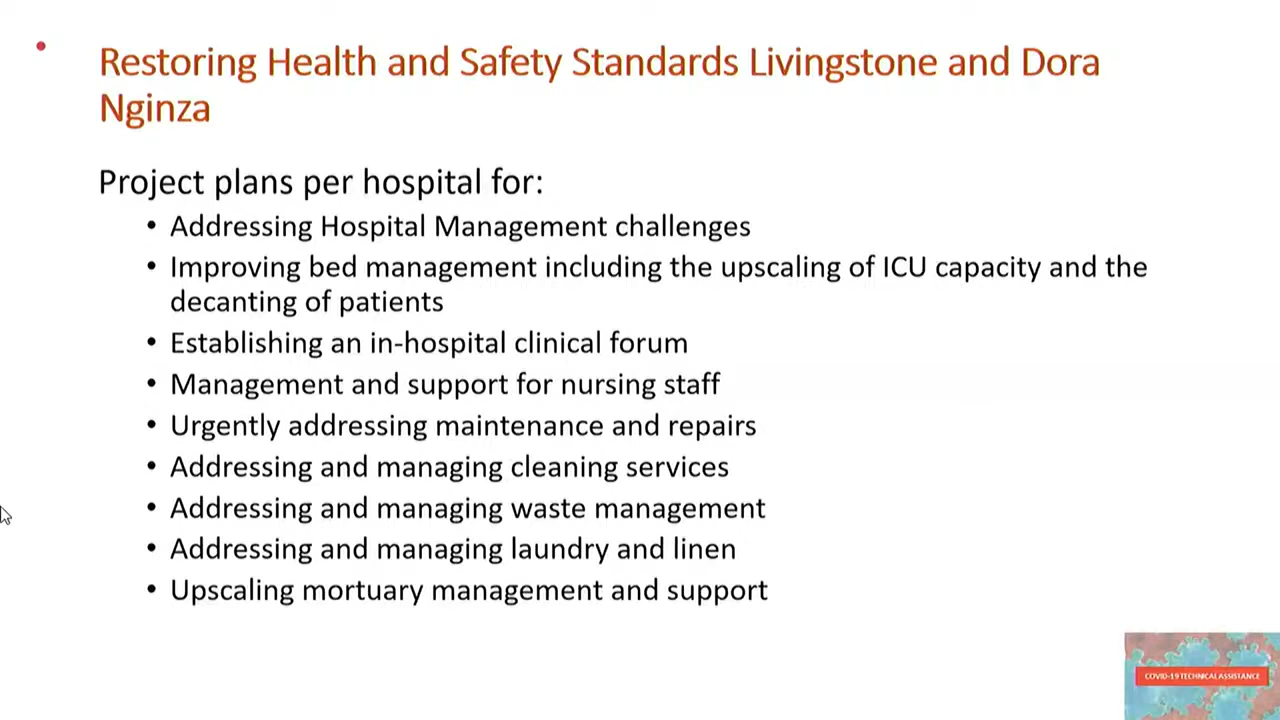 Restoring Health and Safety Standards Livingstone and Dora
Nginza
Project plans per hospital for:
• Addressing Hospital Management challenges
• Improving bed management including the upscaling of ICU capacity and the
decanting of patients
• Establishing an in-hospital clinical forum
• Management and support for nursing staff
• Urgently addressing maintenance and repairs
• Addressing and managing cleaning services
• Addressing and managing waste management
• Addressing and managing laundry and linen
• Upscaling mortuary management and support
COVID-19 TECHNICAL ASSISTANCE